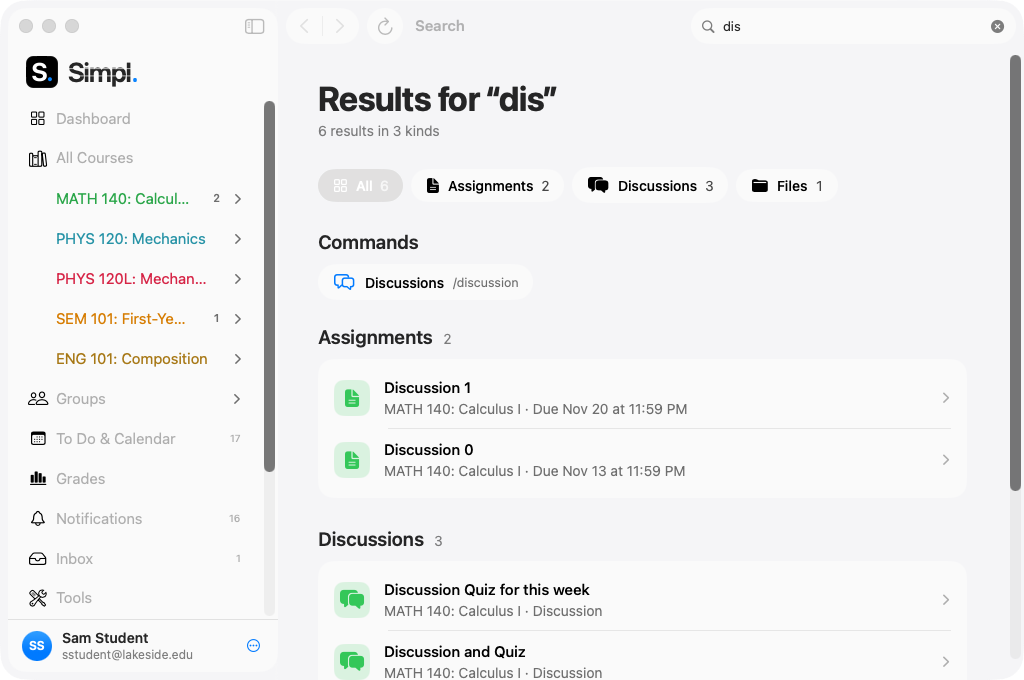 Search
dis
S.
Simpl.
Dashboard
All Courses
MATH 140: Calcul... 2
PHYS 120: Mechanics
PHYS 120L: Mechan...
SEM 101: First-Ye... 1
ENG 101: Composition
Groups
To Do & Calendar 17
Grades
Notifications 16
Inbox 1
Tools
SS
Sam Student
sstudent@lakeside.edu
Results for “dis”
6 results in 3 kinds
All 6 Assignments 2 Discussions 3 Files 1
Commands
Discussions /discussion
Assignments 2
Discussion 1
MATH 140: Calculus I · Due Nov 20 at 11:59 PM
Discussion 0
MATH 140: Calculus I · Due Nov 13 at 11:59 PM
Discussions 3
Discussion Quiz for this week
MATH 140: Calculus I · Discussion
Discussion and Quiz
MATH 140: Calculus I · Discussion